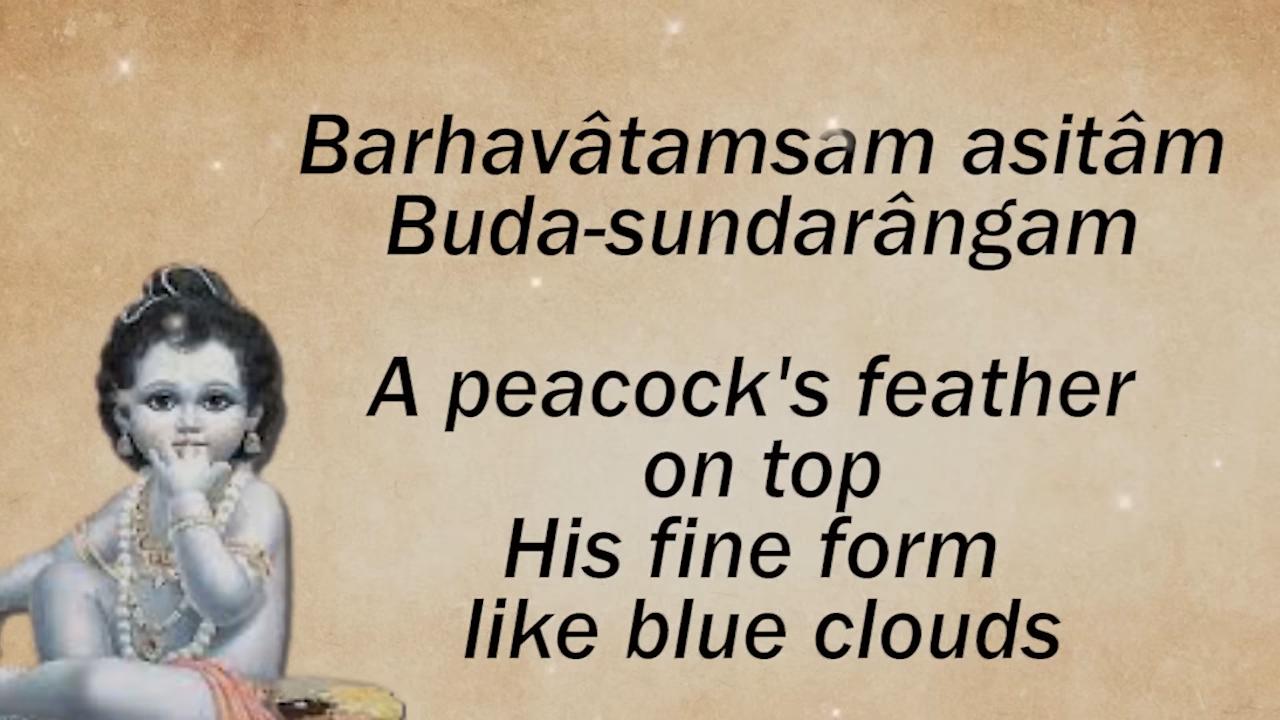 Barhavâtamsam asitâm
Buda-sundarângam
A peacock's feather
on top
His fine form
like blue clouds